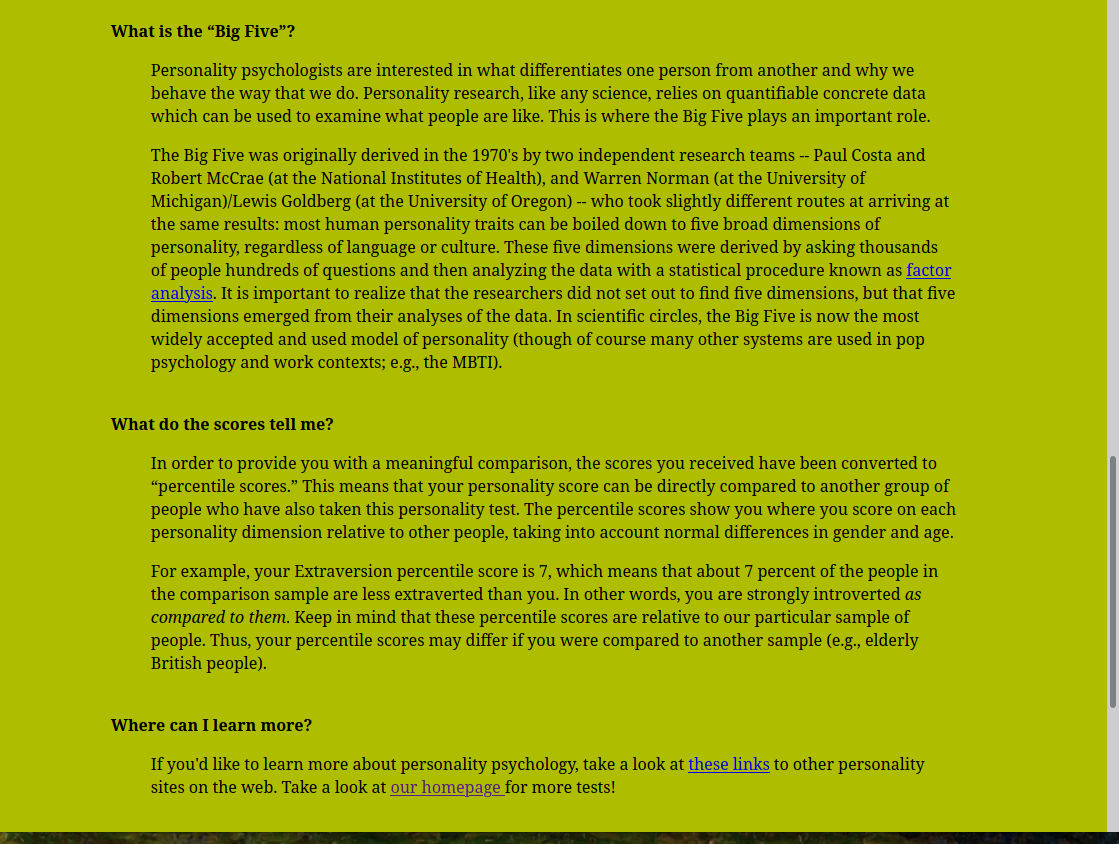 What is the “Big Five”?
Personality psychologists are interested in what differentiates one person from another and why we
behave the way that we do. Personality research, like any science, relies on quantifiable concrete data
which can be used to examine what people are like. This is where the Big Five plays an important role.
The Big Five was originally derived in the 1970's by two independent research teams -- Paul Costa and
Robert McCrae (at the National Institutes of Health), and Warren Norman (at the University of
Michigan)/Lewis Goldberg (at the University of Oregon) -- who took slightly different routes at arriving at
the same results: most human personality traits can be boiled down to five broad dimensions of
personality, regardless of language or culture. These five dimensions were derived by asking thousands
of people hundreds of questions and then analyzing the data with a statistical procedure known as factor
analysis. It is important to realize that the researchers did not set out to find five dimensions, but that five
dimensions emerged from their analyses of the data. In scientific circles, the Big Five is now the most
widely accepted and used model of personality (though of course many other systems are used in pop
psychology and work contexts; e.g., the MBTI).
What do the scores tell me?
In order to provide you with a meaningful comparison, the scores you received have been converted to
“percentile scores.” This means that your personality score can be directly compared to another group of
people who have also taken this personality test. The percentile scores show you where you score on each
personality dimension relative to other people, taking into account normal differences in gender and age.
For example, your Extraversion percentile score is 7, which means that about 7 percent of the people in
the comparison sample are less extraverted than you. In other words, you are strongly introverted as
compared to them. Keep in mind that these percentile scores are relative to our particular sample of
people. Thus, your percentile scores may differ if you were compared to another sample (e.g., elderly
British people).
Where can I learn more?
If you'd like to learn more about personality psychology, take a look at these links to other personality
sites on the web. Take a look at our homepage for more tests!